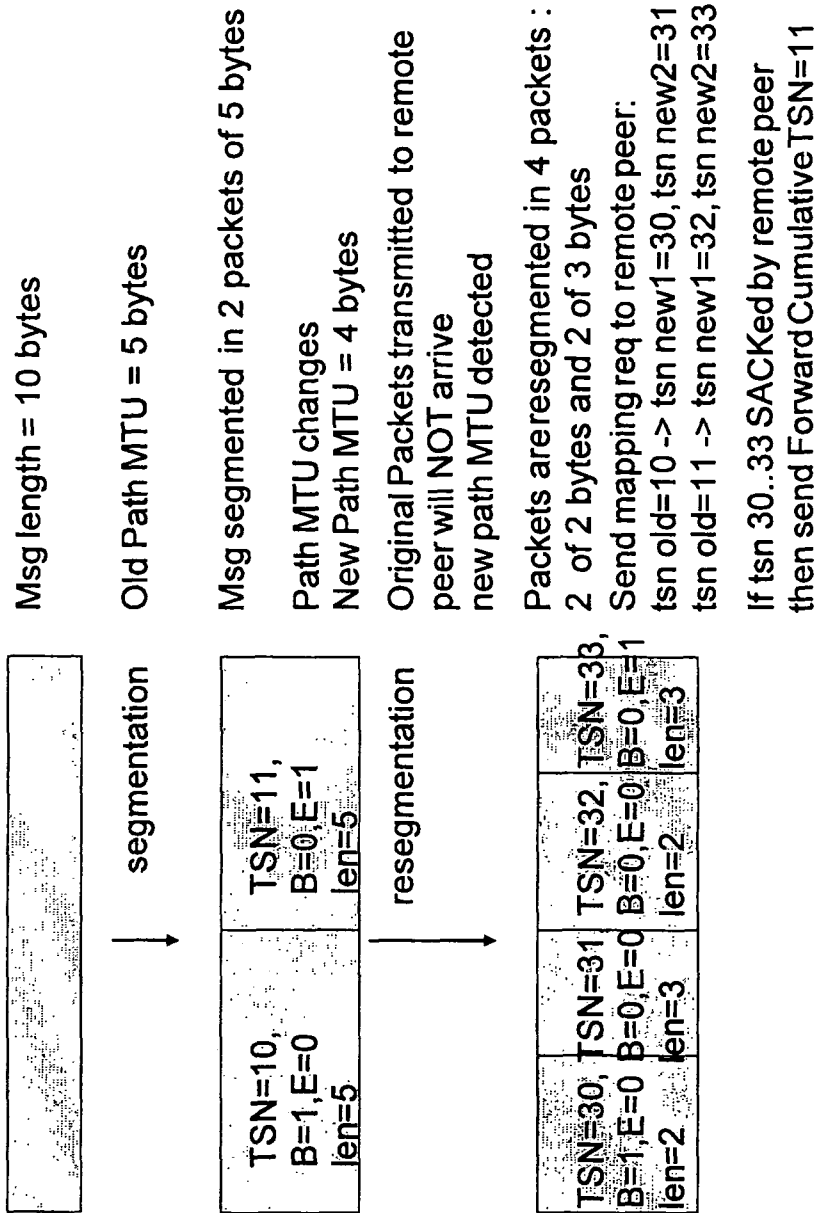 Msg length = 10 bytes
segmentation
Old Path MTU = 5 bytes
TSN=10,
B=1,E=0
len=5
TSN=11,
B=0,E=1
len=5
Msg segmented in 2 packets of 5 bytes
resegmentation
Path MTU changes
New Path MTU = 4 bytes
Original Packets transmitted to remote
peer will NOT arrive
new path MTU detected
TSN=30,
B=1,E=0
len=2
TSN=31
B=0,E=0
len=3
TSN=32,
B=0,E=0
len=2
TSN=33,
B=0,E=1
len=3
Packets are resegmented in 4 packets :
2 of 2 bytes and 2 of 3 bytes
Send mapping req to remote peer:
tsn old=10 -> tsn new1=30, tsn new2=31
tsn old=11 -> tsn new1=32, tsn new2=33
If tsn 30..33 SACKed by remote peer
then send Forward Cumulative TSN=11